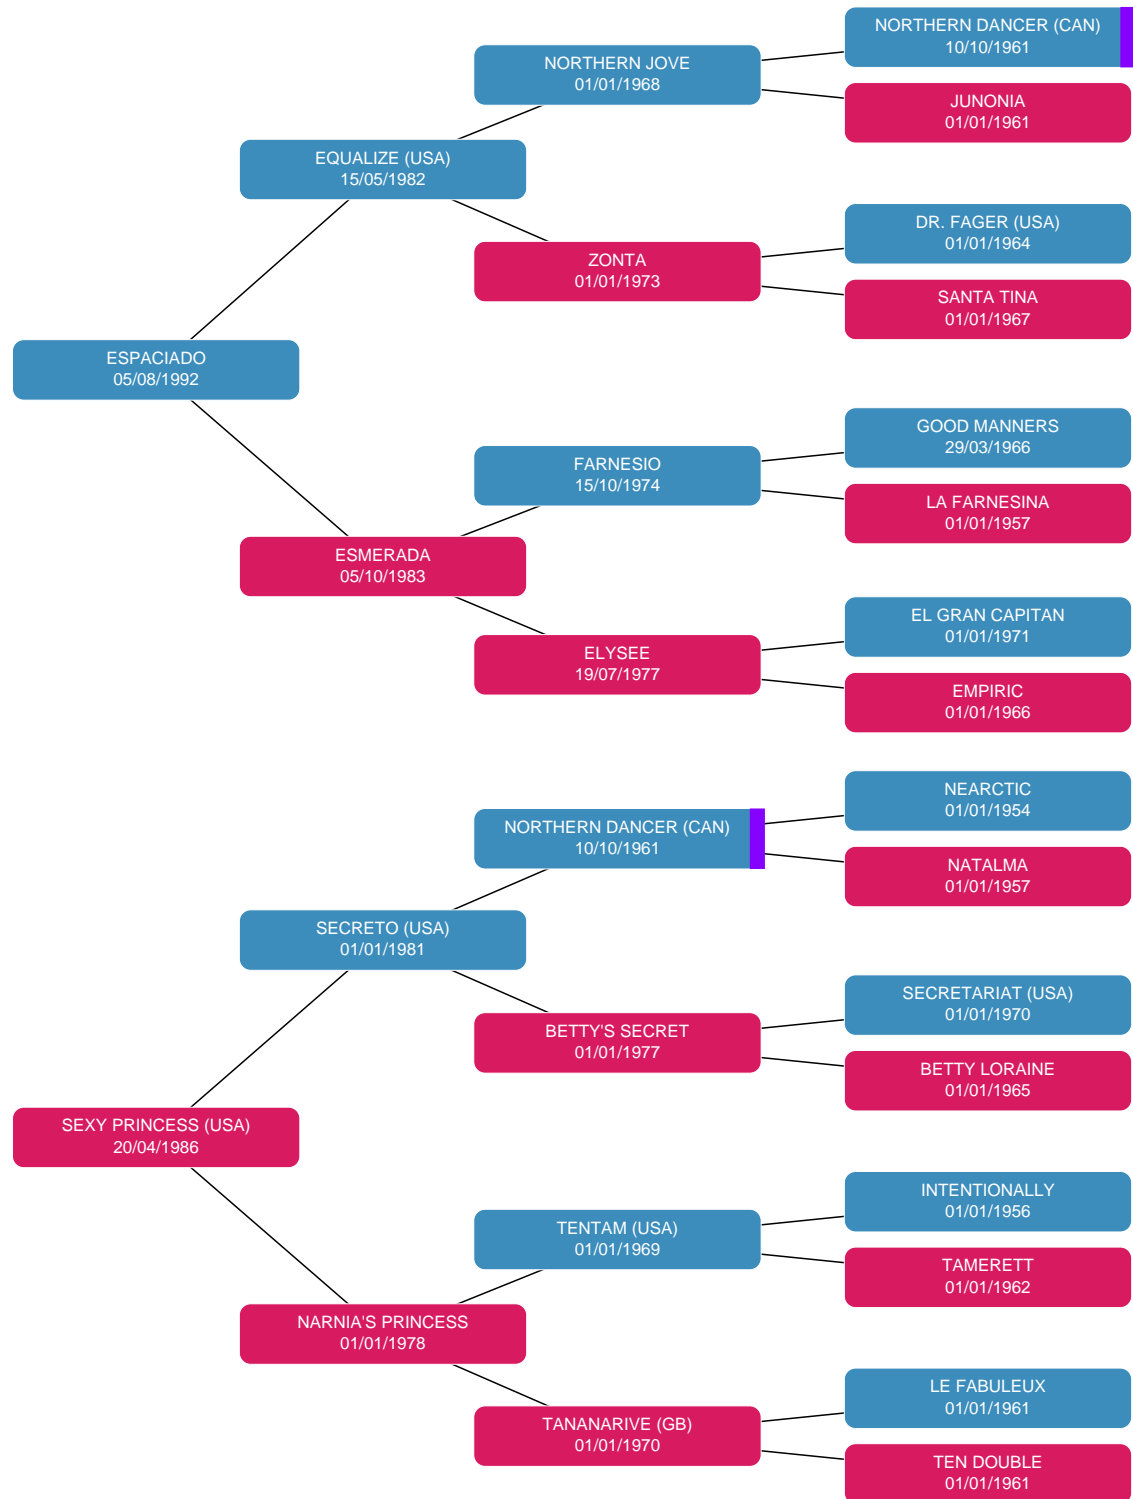 NORTHERN DANCER (CAN)
10/10/1961
NORTHERN JOVE
01/01/1968
JUNONIA
01/01/1961
EQUALIZE (USA)
15/05/1982
DR. FAGER (USA)
01/01/1964
ZONTA
01/01/1973
SANTA TINA
01/01/1967
ESPACIADO
05/08/1992
GOOD MANNERS
29/03/1966
FARNESIO
15/10/1974
LA FARNESINA
01/01/1957
ESMERADA
05/10/1983
EL GRAN CAPITAN
01/01/1971
ELYSEE
19/07/1977
EMPIRIC
01/01/1966
NEARCTIC
01/01/1954
NORTHERN DANCER (CAN)
10/10/1961
NATALMA
01/01/1957
SECRETO (USA)
01/01/1981
SECRETARIAT (USA)
01/01/1970
BETTY'S SECRET
01/01/1977
BETTY LORAINE
01/01/1965
SEXY PRINCESS (USA)
20/04/1986
INTENTIONALLY
01/01/1956
TENTAM (USA)
01/01/1969
TAMERETT
01/01/1962
NARNIA'S PRINCESS
01/01/1978
LE FABULEUX
01/01/1961
TANANARIVE (GB)
01/01/1970
TEN DOUBLE
01/01/1961